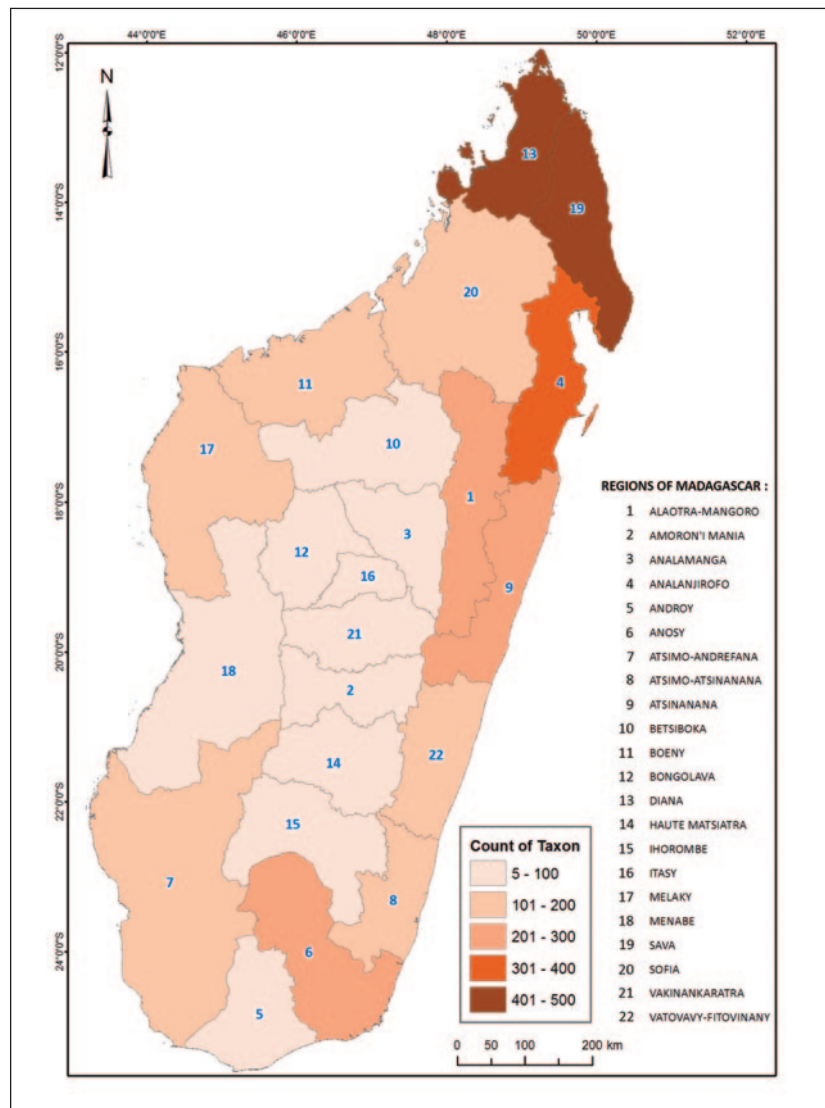 44°0'0"E 46°0'0"E 48°0'0"E 50°0'0"E 52°0'0"E
12°0'0"S
N
13
14°0'0"S
19
20
16°0'0"S
11
4
17
10
18°0'0"S
1
3
12
16
9
21
20°0'0"S
18
2
22
14
22°0'0"S
15
7
8
24°0'0"S
6
5
REGIONS OF MADAGASCAR :
1 ALAOTRA-MANGORO
2 AMORON'I MANIA
3 ANALAMANGA
4 ANALANJIROFO
5 ANDROY
6 ANOSY
7 ATSIMO-ANDREFANA
8 ATSIMO-ATSINANANA
9 ATSINANANA
10 BETSIBOKA
11 BOENY
12 BONGOLAVA
13 DIANA
14 HAUTE MATSIATRA
15 IHOROMBE
16 ITASY
17 MELAKY
18 MENABE
19 SAVA
20 SOFIA
21 VAKINANKARATRA
22 VATOVAVY-FITOVINANY
Count of Taxon
5 - 100
101 - 200
201 - 300
301 - 400
401 - 500
0 50 100 200 km